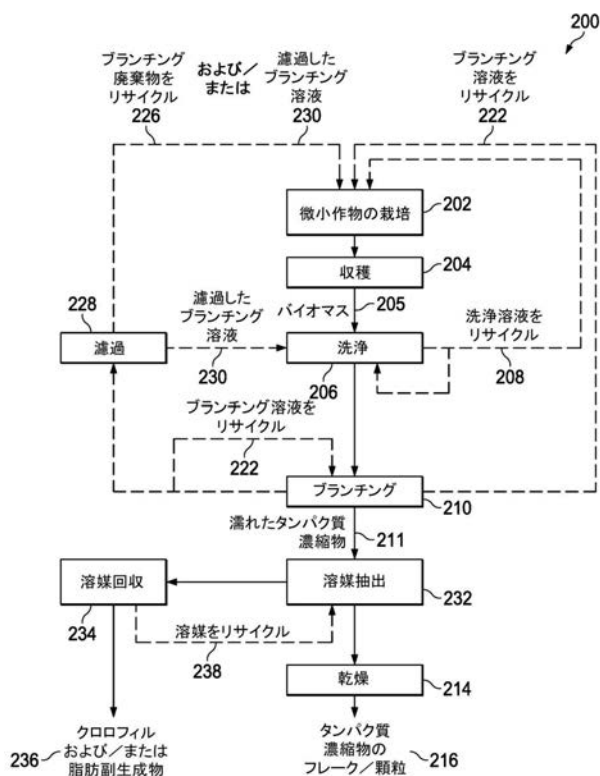 200
ブランチング
廃棄物を
リサイクル
226
および／
または
濾過した
ブランチング
溶液
230
ブランチング
溶液を
リサイクル
222
微小作物の栽培
202
収穫
204
バイオマス
205
228
濾過
濾過した
ブランチング
溶液
230
洗浄
206
洗浄溶液を
リサイクル
208
ブランチング溶液を
リサイクル
222
ブランチング
210
濡れたタンパク質
濃縮物
211
溶媒回収
234
溶媒抽出
232
溶媒をリサイクル
238
乾燥
214
236
クロロフィル
および／または
脂肪副生成物
タンパク質
濃縮物の
フレーク／顆粒
216